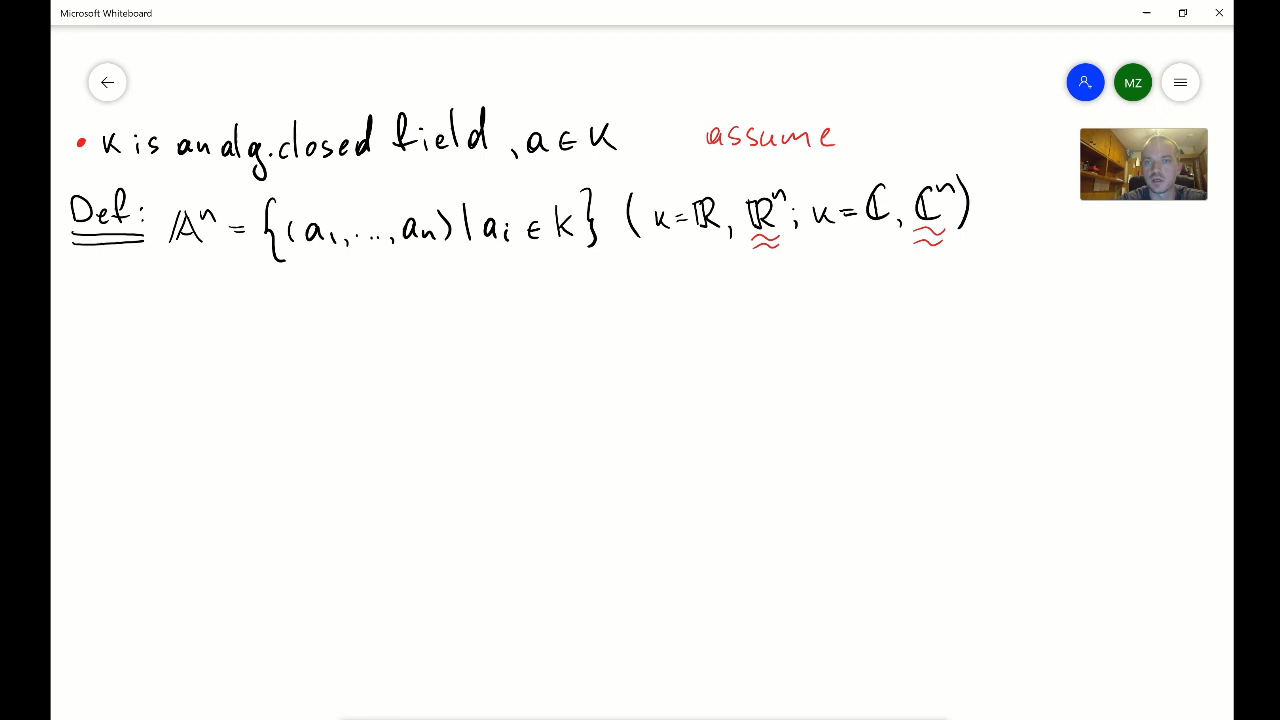 Microsoft Whiteboard
MZ
• k is an alg. closed field, a ∈ k assume
Def: 𝔸ⁿ = {(a₁, ..., aₙ) | aᵢ ∈ k} (k = ℝ, ℝⁿ; k = ℂ, ℂⁿ)